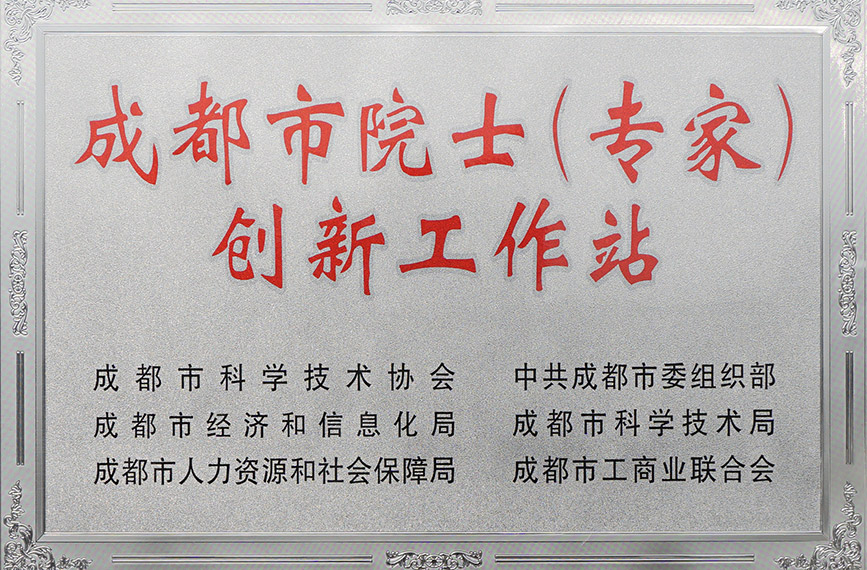 成都市院士（专家）
创新工作站
成都市科学技术协会 中共成都市委组织部
成都市经济和信息化局 成都市科学技术局
成都市人力资源和社会保障局 成都市工商业联合会